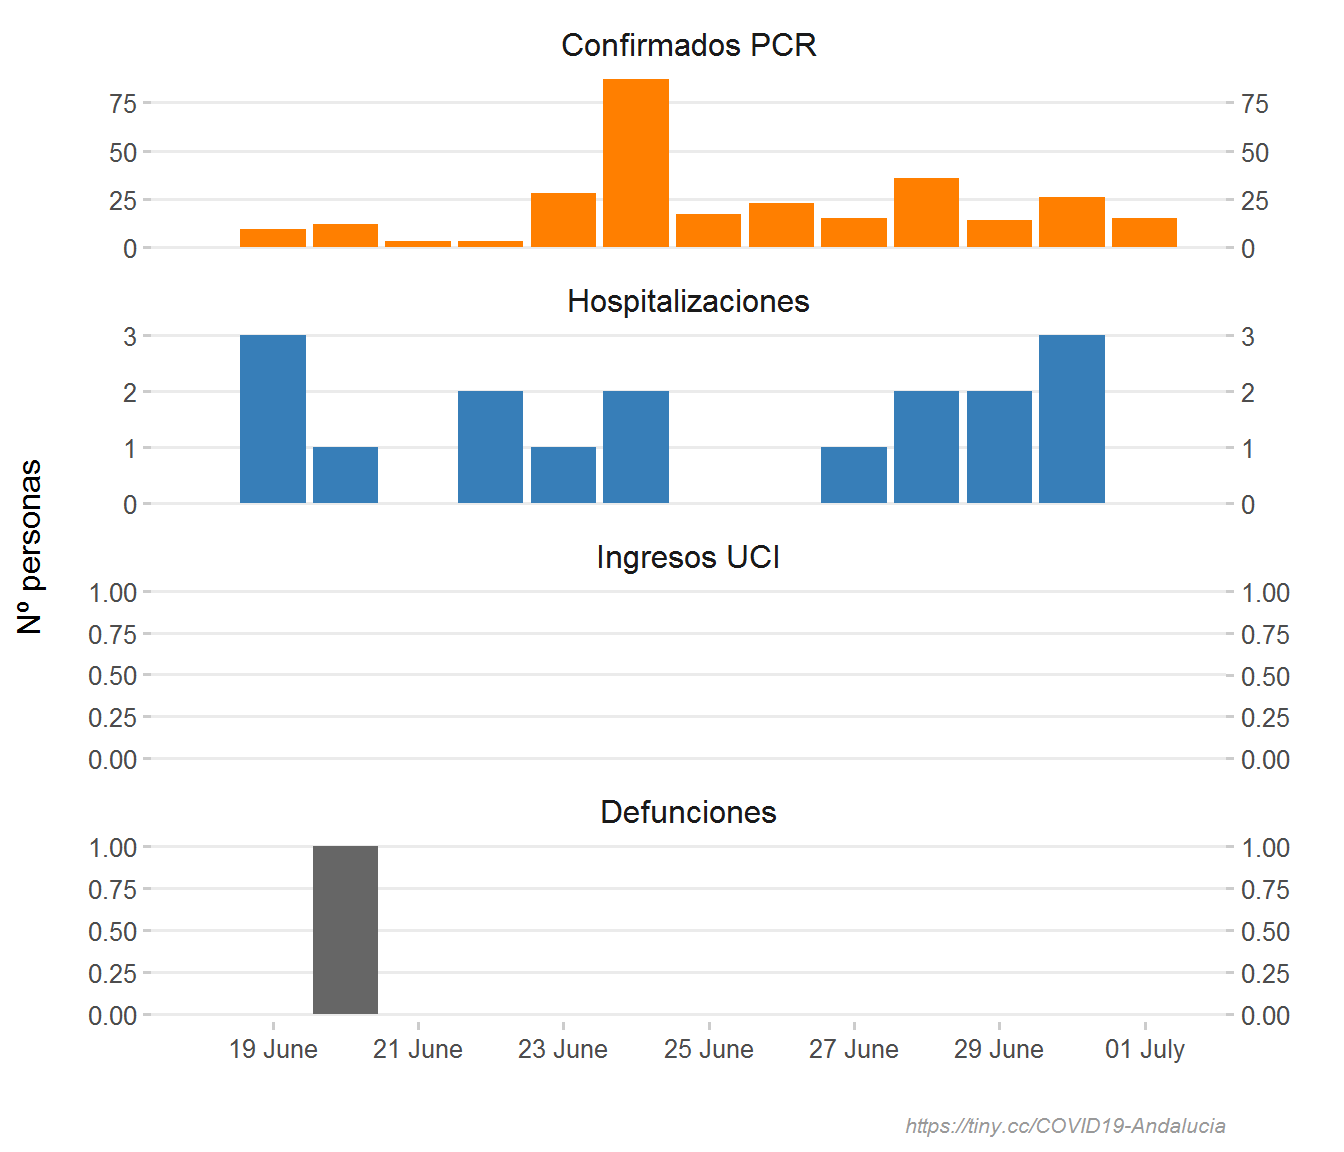 Confirmados PCR
75 75
50 50
25 25
0 0
Hospitalizaciones
3 3
2 2
1 1
0 0
Nº personas
Ingresos UCI
1.00 1.00
0.75 0.75
0.50 0.50
0.25 0.25
0.00 0.00
Defunciones
1.00 1.00
0.75 0.75
0.50 0.50
0.25 0.25
0.00 0.00
19 June 21 June 23 June 25 June 27 June 29 June 01 July
https://tiny.cc/COVID19-Andalucia